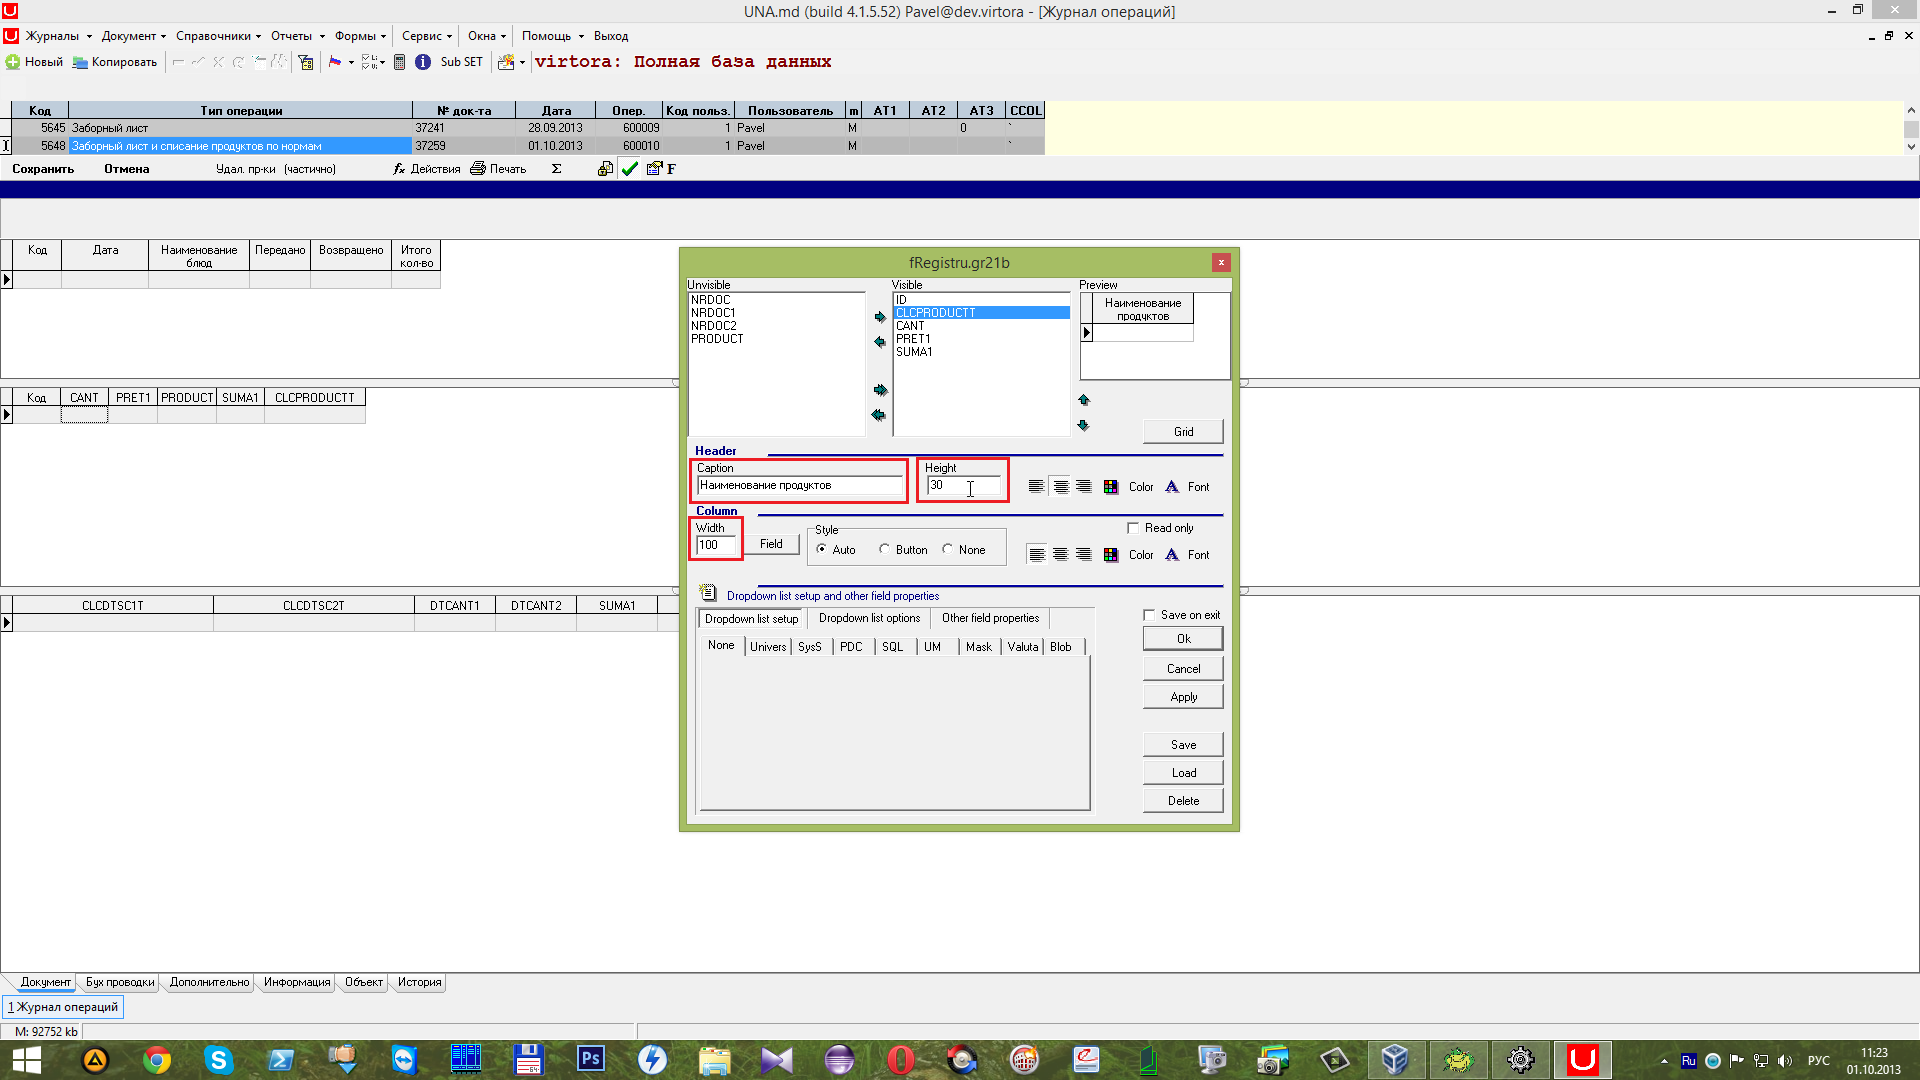 UNA.md (build 4.1.5.52) Pavel@dev.virtora - [Журнал операций]
Журналы Документ Справочники Отчеты Формы Сервис Окна Помощь Выход
Новый Копировать Sub SET virtora: Полная база данных
Код Тип операции № док-та Дата Опер. Код польз. Пользователь m AT1 AT2 AT3 CCOL
5645 Заборный лист 37241 28.09.2013 600009 1 Pavel M 0 `
5648 Заборный лист и списание продуктов по нормам 37259 01.10.2013 600010 1 Pavel M `
Сохранить Отмена Удал. пр-ки (частично) fx Действия Печать Σ F
Код Дата Наименование блюд Передано Возвращено Итого кол-во
Код CANT PRET1 PRODUCT SUMA1 CLCPRODUCTT
CLCDTSC1T CLCDTSC2T DTCANT1 DTCANT2 SUMA1
fRegistru.gr21b
x
Unvisible
NRDOC
NRDOC1
NRDOC2
PRODUCT
Visible
ID
CLCPRODUCTT
CANT
PRET1
SUMA1
Preview
Наименование
продуктов
Grid
Header
Caption
Наименование продуктов
Height
30
Color Font
Column
Width
100
Field
Style
Auto Button None
Read only
Color Font
Dropdown list setup and other field properties
Dropdown list setup Dropdown list options Other field properties
None Univers SysS PDC SQL UM Mask Valuta Blob
Save on exit
Ok
Cancel
Apply
Save
Load
Delete
Документ Бух проводки Дополнительно Информация Объект История
1 Журнал операций
M: 92752 kb
Ps
64
Ru РУС
11:23
01.10.2013